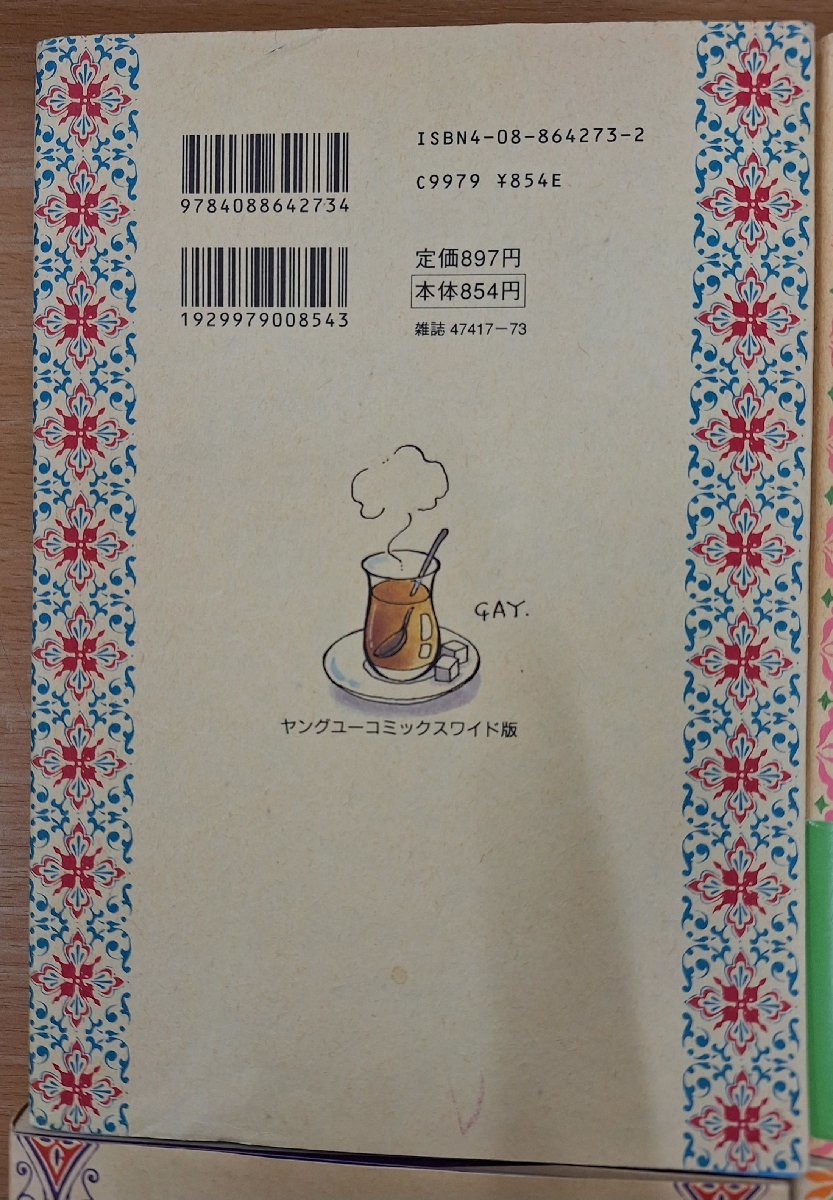 ISBN4-08-864273-2
9784088642734
C9979 ¥854E
定価897円
本体854円
1929979008543
雑誌 47417-73
ÇAY.
ヤングユーコミックスワイド版